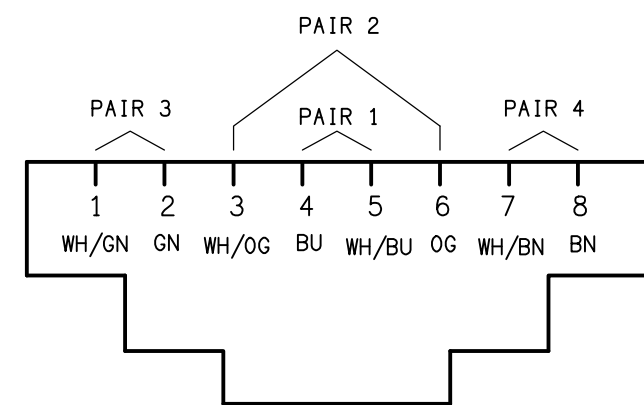 PAIR 2
PAIR 3 PAIR 1 PAIR 4
1 2 3 4 5 6 7 8
WH/GN GN WH/OG BU WH/BU OG WH/BN BN